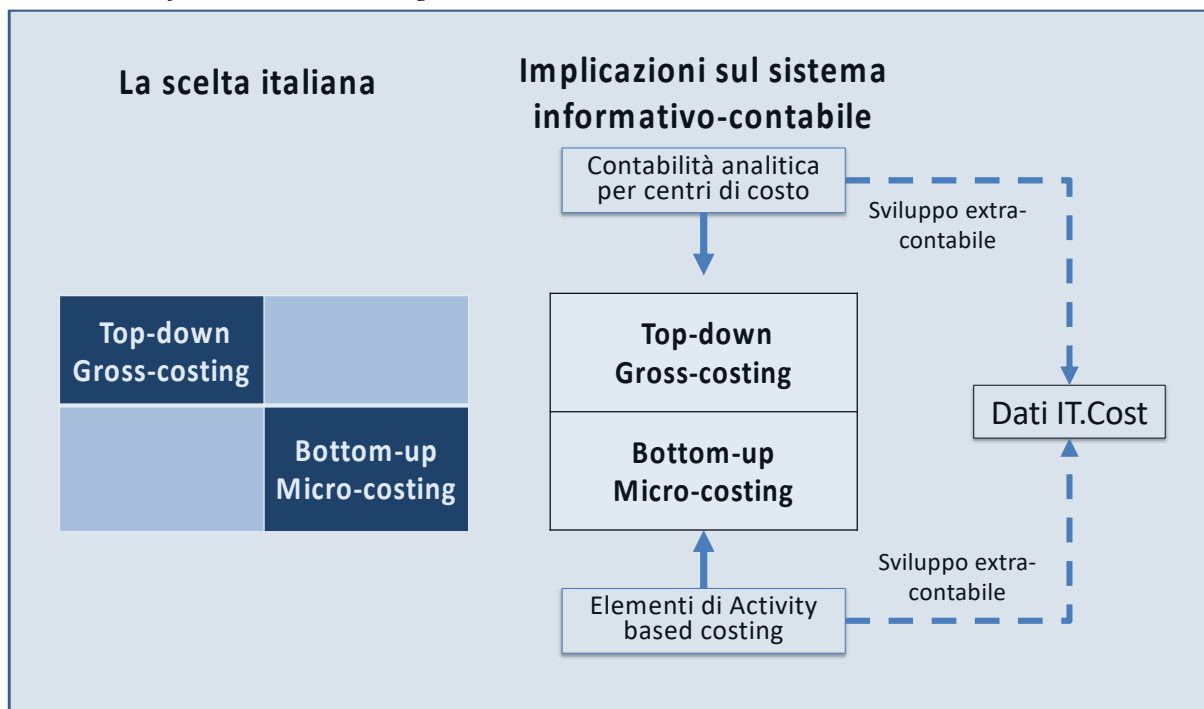 La scelta italiana
Implicazioni sul sistema
informativo-contabile
Contabilità analitica
per centri di costo
Sviluppo extra-
contabile
Top-down
Gross-costing
Bottom-up
Micro-costing
Top-down
Gross-costing
Bottom-up
Micro-costing
Dati IT.Cost
Sviluppo extra-
contabile
Elementi di Activity
based costing